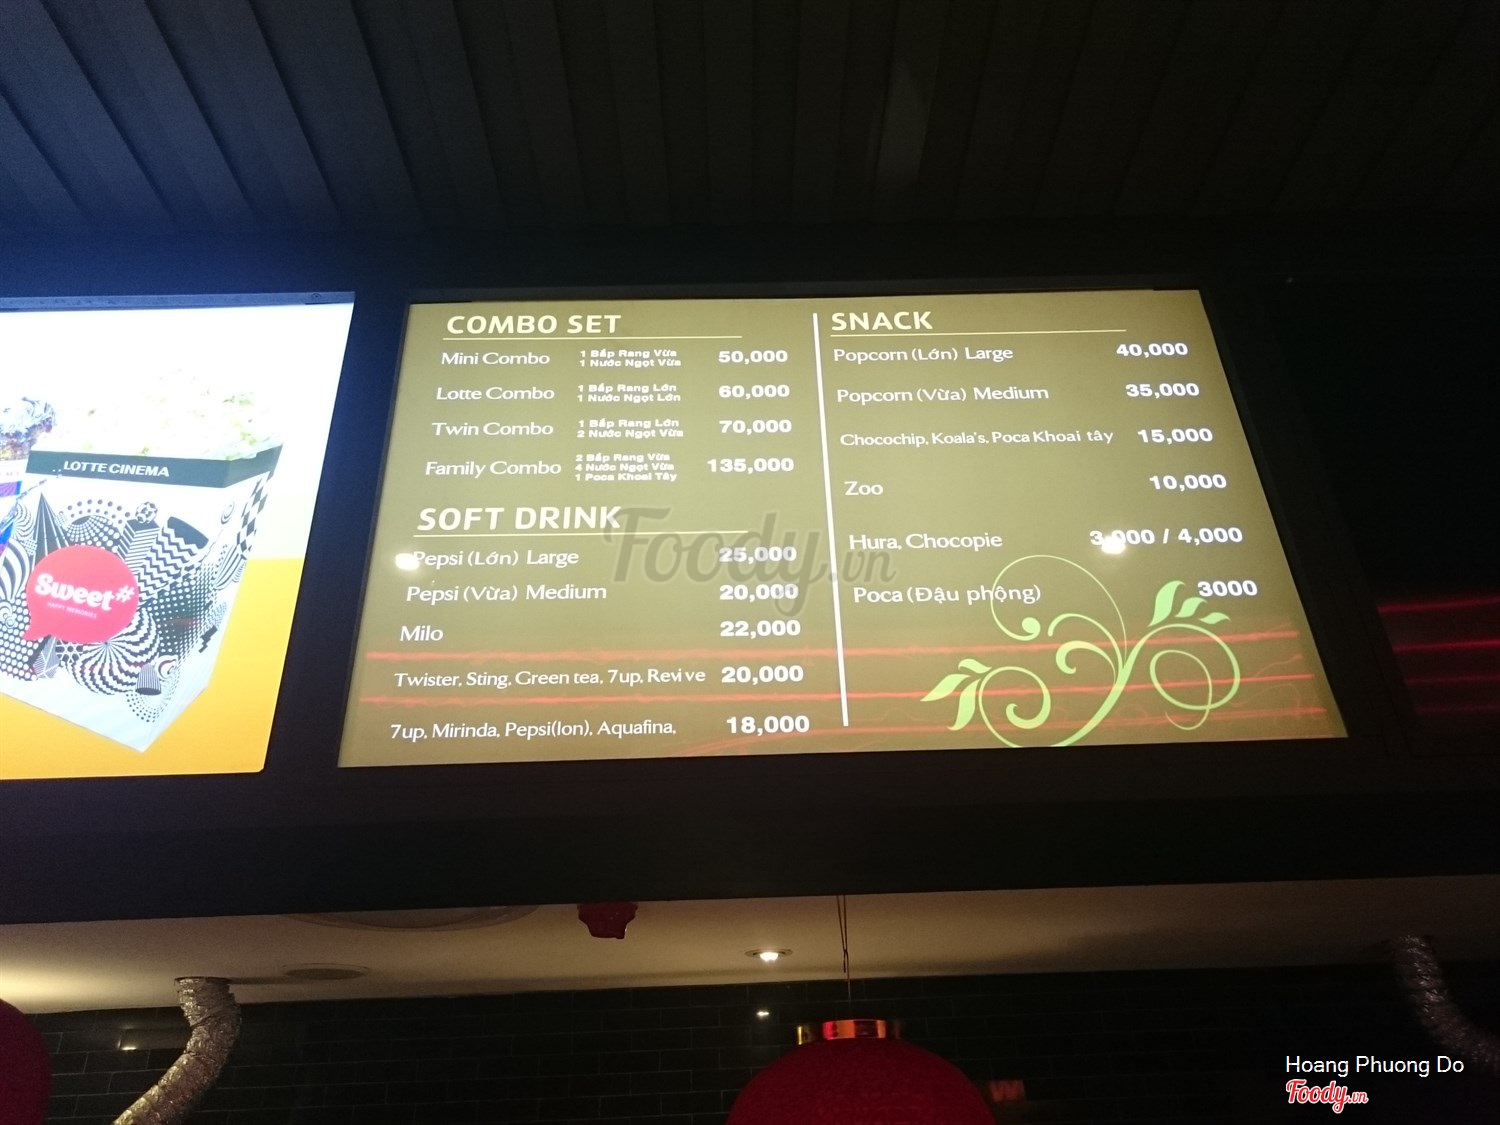 COMBO SET
Mini Combo 1 Bắp Rang Vừa 50,000
1 Nước Ngọt Vừa
Lotte Combo 1 Bắp Rang Lớn 60,000
1 Nước Ngọt Lớn
Twin Combo 1 Bắp Rang Lớn 70,000
2 Nước Ngọt Vừa
Family Combo 2 Bắp Rang Vừa 135,000
4 Nước Ngọt Vừa
1 Poca Khoai Tây
SOFT DRINK
Pepsi (Lớn) Large 25,000
Pepsi (Vừa) Medium 20,000
Milo 22,000
Twister, Sting, Green tea, 7up, Revive 20,000
7up, Mirinda, Pepsi(lon), Aquafina, 18,000
SNACK
Popcorn (Lớn) Large 40,000
Popcorn (Vừa) Medium 35,000
Chocochip, Koala's, Poca Khoai tây 15,000
Zoo 10,000
Hura, Chocopie 3,000 / 4,000
Poca (Đậu phộng) 3000
LOTTE CINEMA
Sweet#
HAPPY MEMORIES
Foody.vn
Hoang Phuong Do
Foody.vn